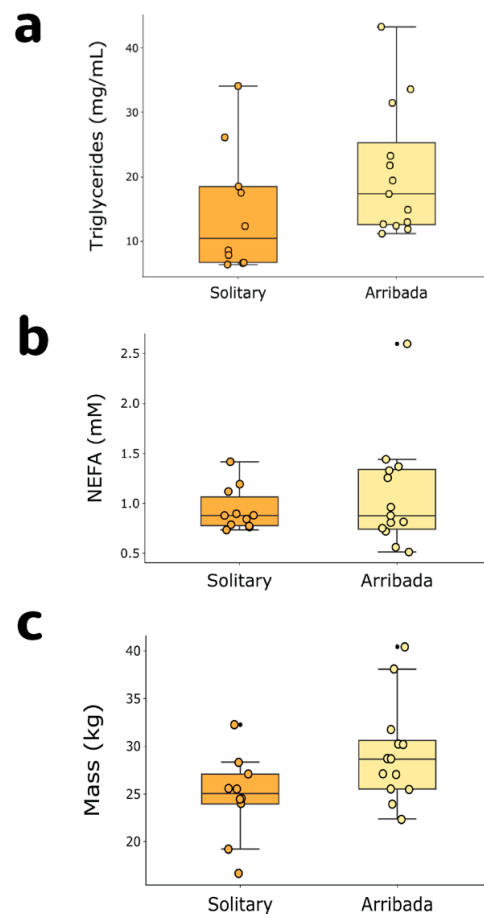 a
Triglycerides (mg/mL)
40
30
20
10
Solitary Arribada
b
NEFA (mM)
2.5
2.0
1.5
1.0
0.5
Solitary Arribada
c
Mass (kg)
40
35
30
25
20
Solitary Arribada